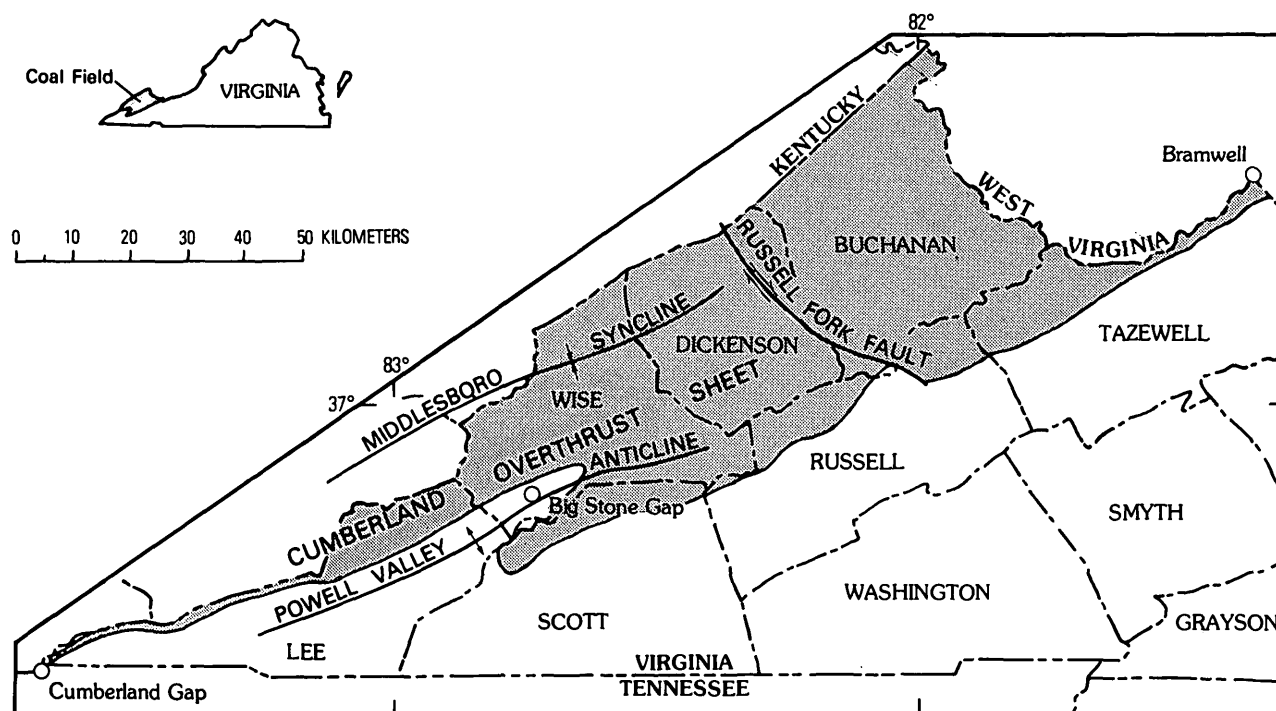 Coal Field
VIRGINIA
0 10 20 30 40 50 KILOMETERS
82°
KENTUCKY
WEST
VIRGINIA
Bramwell
BUCHANAN
RUSSELL FORK FAULT
TAZEWELL
MIDDLESBORO SYNCLINE
DICKENSON
83°
37°
WISE
CUMBERLAND OVERTHRUST SHEET
POWELL VALLEY ANTICLINE
Big Stone Gap
RUSSELL
SMYTH
WASHINGTON
SCOTT
GRAYSON
LEE
VIRGINIA
TENNESSEE
Cumberland Gap